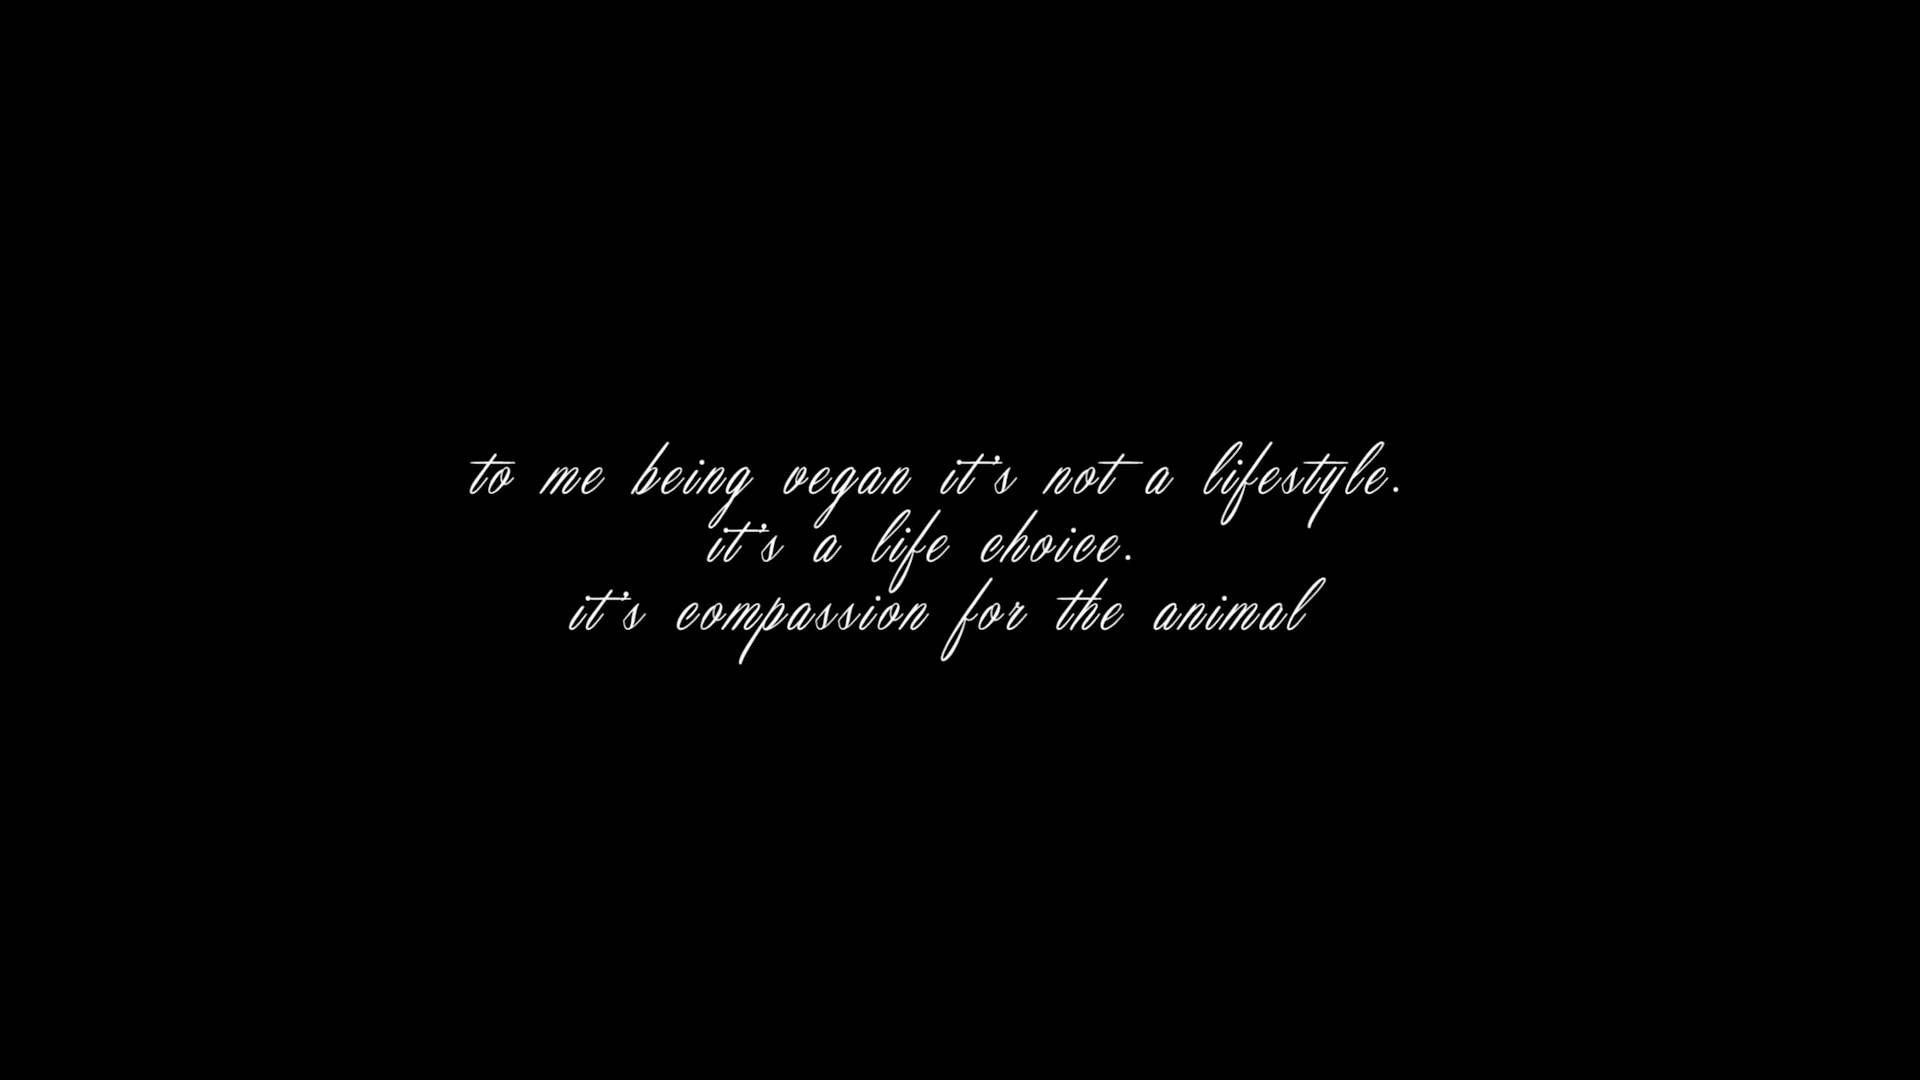 to me being vegan it's not a lifestyle.
it's a life choice.
it's compassion for the animal